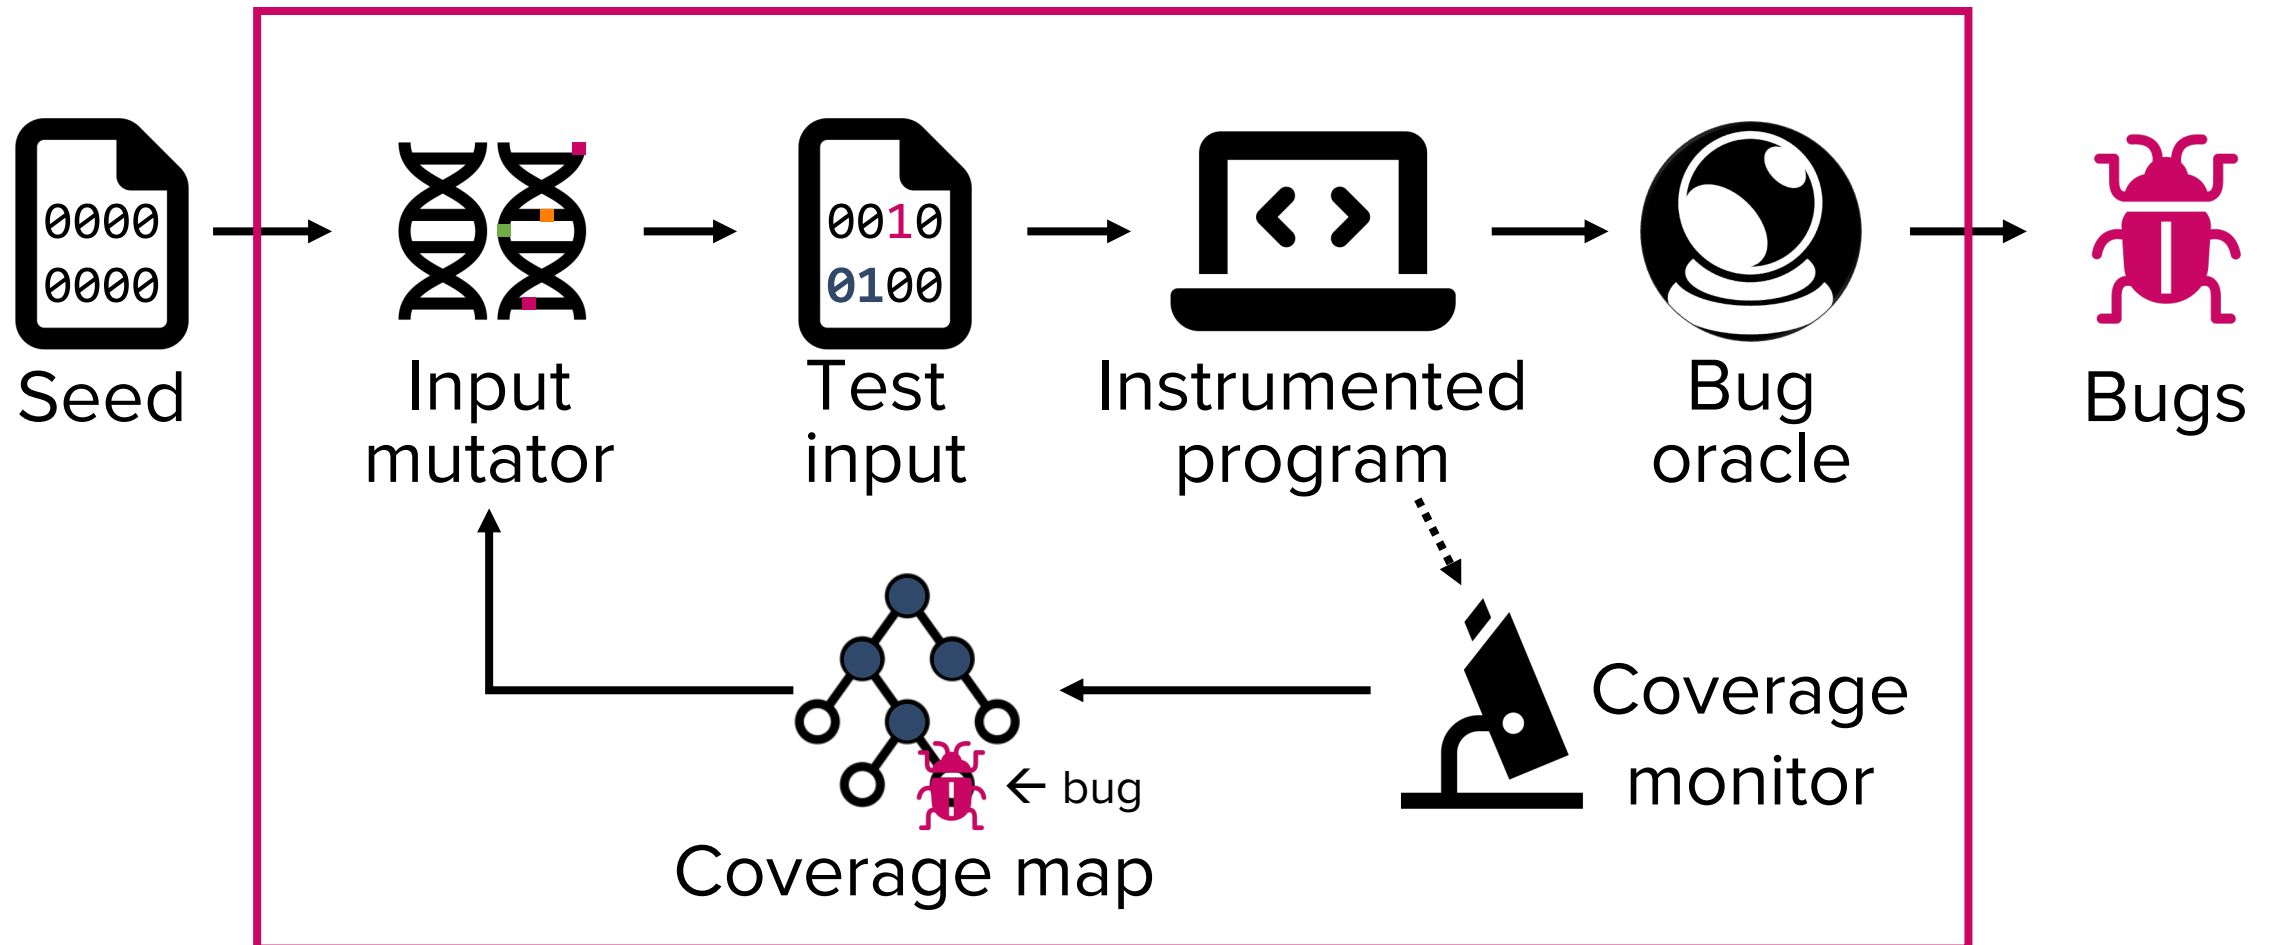 0000
0000
Seed
Input
mutator
0010
0100
Test
input
Instrumented
program
Bug
oracle
Bugs
← bug
Coverage map
Coverage
monitor